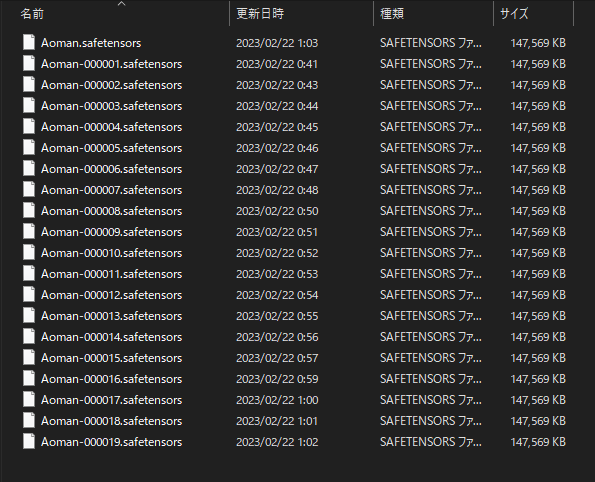 名前 更新日時 種類 サイズ
Aoman.safetensors 2023/02/22 1:03 SAFETENSORS ファ... 147,569 KB
Aoman-000001.safetensors 2023/02/22 0:41 SAFETENSORS ファ... 147,569 KB
Aoman-000002.safetensors 2023/02/22 0:43 SAFETENSORS ファ... 147,569 KB
Aoman-000003.safetensors 2023/02/22 0:44 SAFETENSORS ファ... 147,569 KB
Aoman-000004.safetensors 2023/02/22 0:45 SAFETENSORS ファ... 147,569 KB
Aoman-000005.safetensors 2023/02/22 0:46 SAFETENSORS ファ... 147,569 KB
Aoman-000006.safetensors 2023/02/22 0:47 SAFETENSORS ファ... 147,569 KB
Aoman-000007.safetensors 2023/02/22 0:48 SAFETENSORS ファ... 147,569 KB
Aoman-000008.safetensors 2023/02/22 0:50 SAFETENSORS ファ... 147,569 KB
Aoman-000009.safetensors 2023/02/22 0:51 SAFETENSORS ファ... 147,569 KB
Aoman-000010.safetensors 2023/02/22 0:52 SAFETENSORS ファ... 147,569 KB
Aoman-000011.safetensors 2023/02/22 0:53 SAFETENSORS ファ... 147,569 KB
Aoman-000012.safetensors 2023/02/22 0:54 SAFETENSORS ファ... 147,569 KB
Aoman-000013.safetensors 2023/02/22 0:55 SAFETENSORS ファ... 147,569 KB
Aoman-000014.safetensors 2023/02/22 0:56 SAFETENSORS ファ... 147,569 KB
Aoman-000015.safetensors 2023/02/22 0:57 SAFETENSORS ファ... 147,569 KB
Aoman-000016.safetensors 2023/02/22 0:59 SAFETENSORS ファ... 147,569 KB
Aoman-000017.safetensors 2023/02/22 1:00 SAFETENSORS ファ... 147,569 KB
Aoman-000018.safetensors 2023/02/22 1:01 SAFETENSORS ファ... 147,569 KB
Aoman-000019.safetensors 2023/02/22 1:02 SAFETENSORS ファ... 147,569 KB